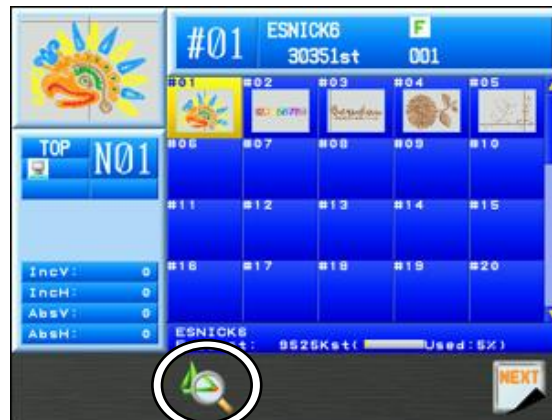 #01
ESNICK6
F
30351st
001
#01
#02
#03
#04
#05
TOP
N01
#06
#07
#08
#09
#10
#11
#12
#13
#14
#15
#16
#17
#18
#19
#20
IncV: 0
IncH: 0
AbsV: 0
AbsH: 0
ESNICK6
9525Kst(
Used:5%)
NEXT